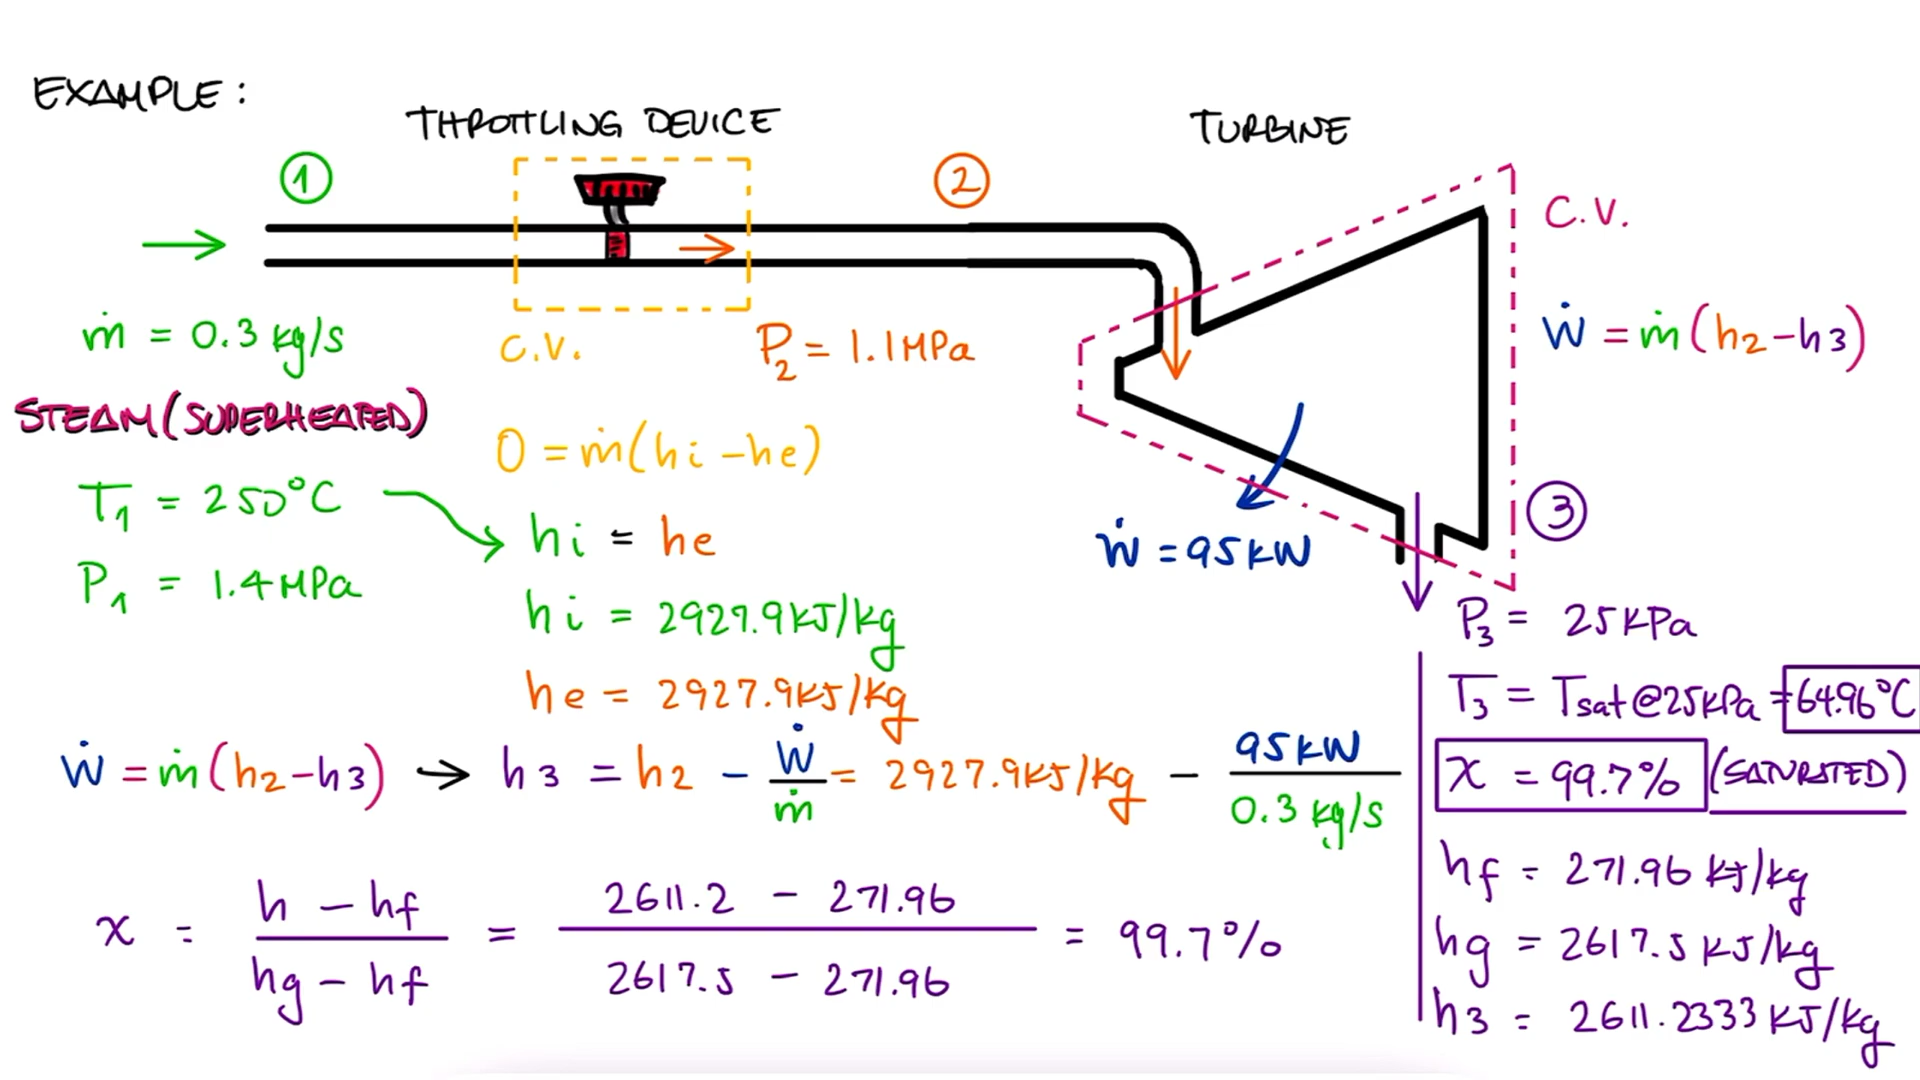 EXAMPLE:
THROTTLING DEVICE
TURBINE
1
2
C.V.
ṁ = 0.3 kg/s
C.V.
P2 = 1.1MPa
Ẇ = ṁ(h2-h3)
STEAM(SUPERHEATED)
0 = ṁ(hi-he)
T1 = 250°C
hi = he
3
Ẇ = 95kW
P1 = 1.4MPa
hi = 2927.9kJ/kg
P3 = 25kPa
he = 2927.9kJ/kg
T3 = Tsat@25kPa = 64.96°C
Ẇ = ṁ(h2-h3) → h3 = h2 - Ẇ/ṁ = 2927.9kJ/kg - 95kW/0.3 kg/s
x = 99.7% (SATURATED)
hf = 271.96 kJ/kg
x = h - hf / hg - hf = 2611.2 - 271.96 / 2617.5 - 271.96 = 99.7%
hg = 2617.5 kJ/kg
h3 = 2611.2333 kJ/kg